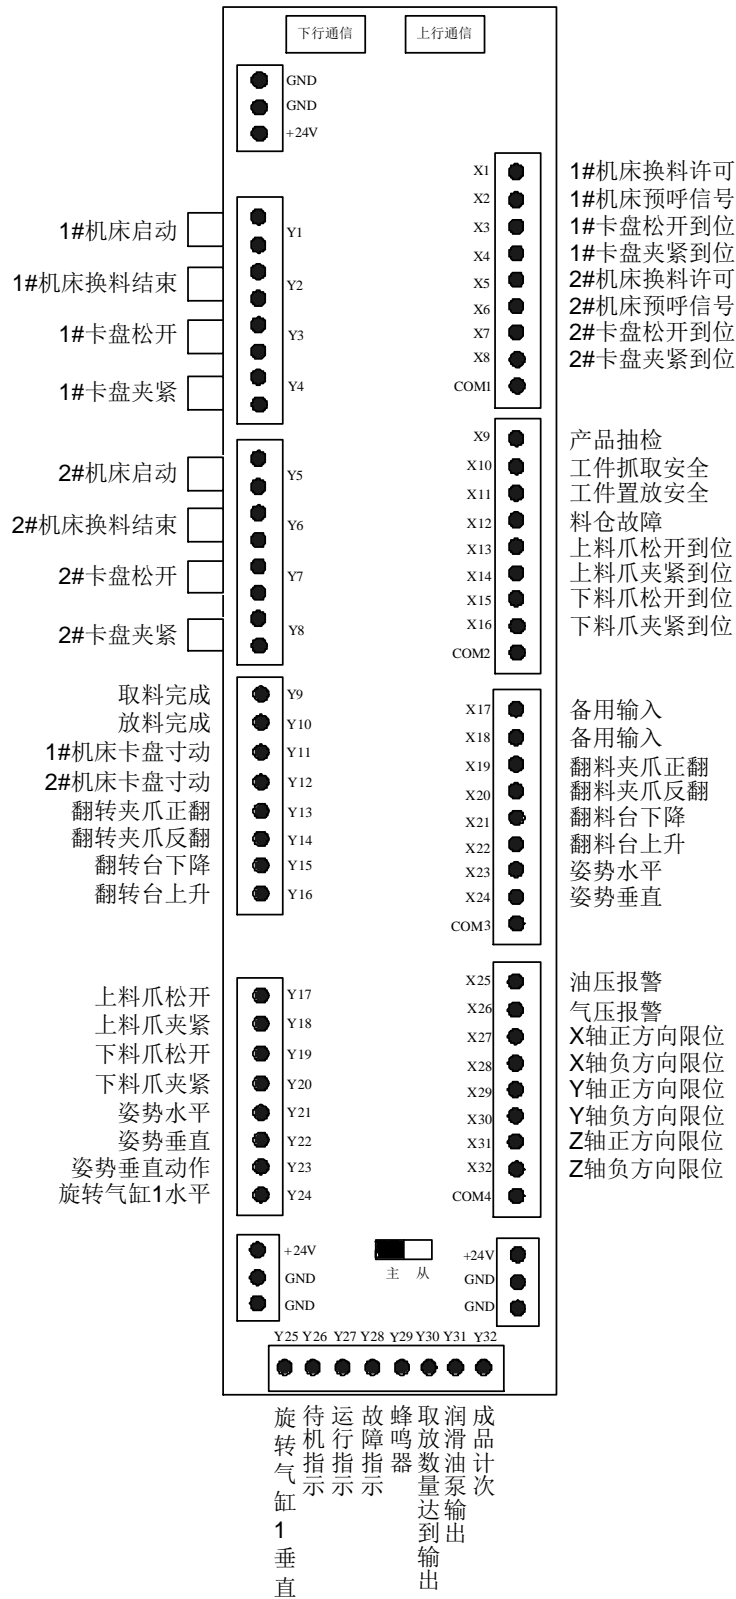 下行通信
上行通信
GND
GND
+24V
X1 1#机床换料许可
X2 1#机床预呼信号
X3 1#卡盘松开到位
X4 1#卡盘夹紧到位
X5 2#机床换料许可
X6 2#机床预呼信号
X7 2#卡盘松开到位
X8 2#卡盘夹紧到位
COM1
1#机床启动 Y1
1#机床换料结束 Y2
1#卡盘松开 Y3
1#卡盘夹紧 Y4
X9 产品抽检
X10 工件抓取安全
X11 工件置放安全
X12 料仓故障
X13 上料爪松开到位
X14 上料爪夹紧到位
X15 下料爪松开到位
X16 下料爪夹紧到位
COM2
2#机床启动 Y5
2#机床换料结束 Y6
2#卡盘松开 Y7
2#卡盘夹紧 Y8
取料完成 Y9
放料完成 Y10
1#机床卡盘寸动 Y11
2#机床卡盘寸动 Y12
翻转夹爪正翻 Y13
翻转夹爪反翻 Y14
翻转台下降 Y15
翻转台上升 Y16
X17 备用输入
X18 备用输入
X19 翻料夹爪正翻
X20 翻料夹爪反翻
X21 翻料台下降
X22 翻料台上升
X23 姿势水平
X24 姿势垂直
COM3
上料爪松开 Y17
上料爪夹紧 Y18
下料爪松开 Y19
下料爪夹紧 Y20
姿势水平 Y21
姿势垂直 Y22
姿势垂直动作 Y23
旋转气缸1水平 Y24
X25 油压报警
X26 气压报警
X27 X轴正方向限位
X28 X轴负方向限位
X29 Y轴正方向限位
X30 Y轴负方向限位
X31 Z轴正方向限位
X32 Z轴负方向限位
COM4
+24V
GND
GND
主 从
+24V
GND
GND
Y25 Y26 Y27 Y28 Y29 Y30 Y31 Y32
旋转气缸1垂直
待机指示
运行指示
故障指示
蜂鸣器
取放数量达到输出
润滑油泵输出
成品计次